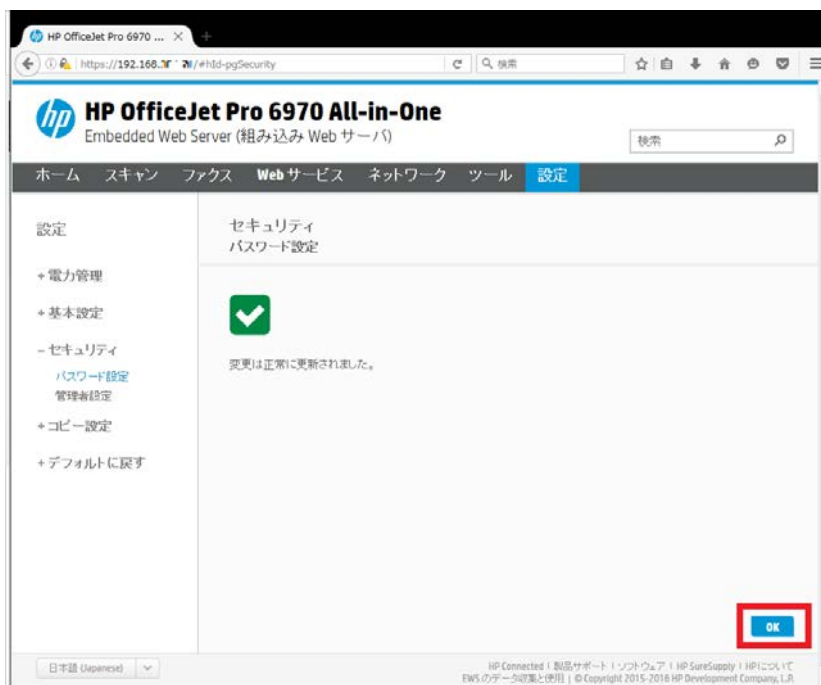 HP OfficeJet Pro 6970 ...
https://192.168. /#hId-pgSecurity
検索
HP OfficeJet Pro 6970 All-in-One
Embedded Web Server (組み込み Web サーバ)
検索
ホーム スキャン ファクス Webサービス ネットワーク ツール 設定
設定
+電力管理
+基本設定
-セキュリティ
パスワード設定
管理者設定
+コピー設定
+デフォルトに戻す
セキュリティ
パスワード設定
変更は正常に更新されました。
OK
日本語 (Japanese)
HP Connected | 製品サポート | ソフトウェア | HP SureSupply | HPについて
EWS のデータ収集と使用 | © Copyright 2015-2016 HP Development Company, L.P.